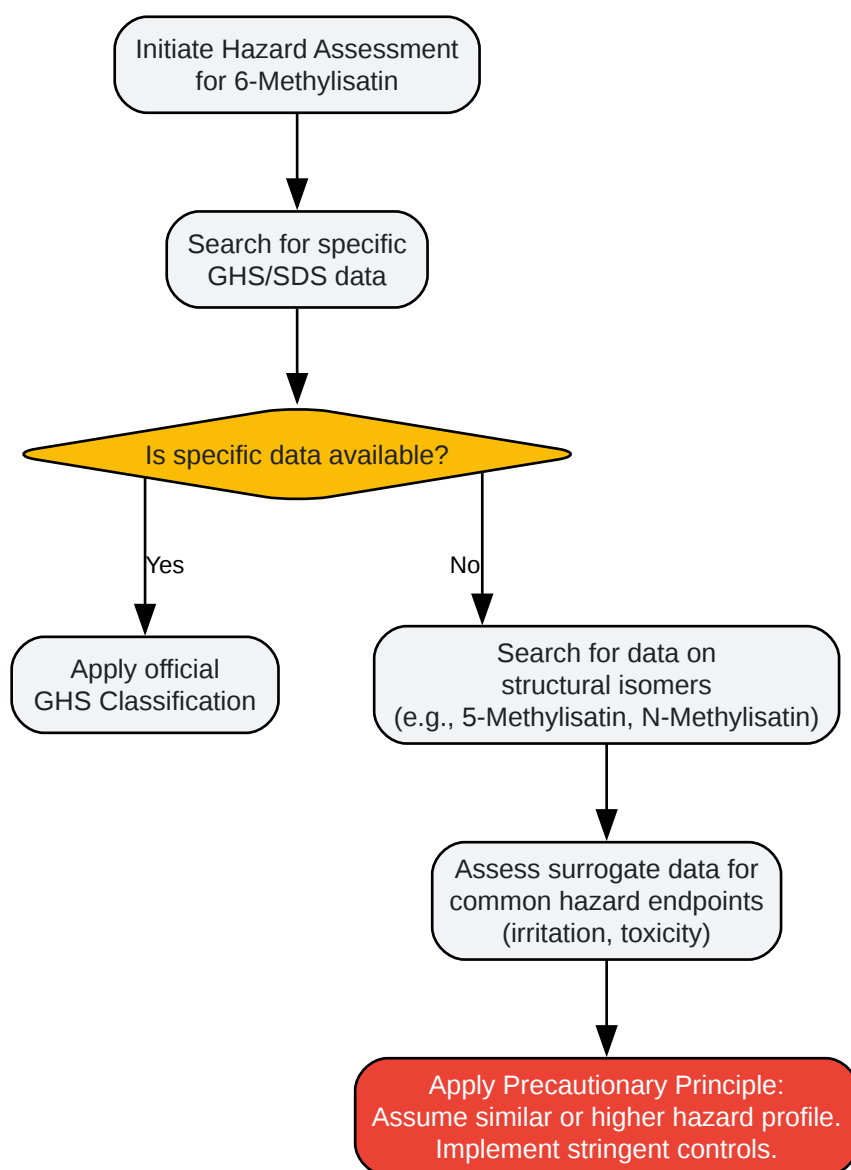 Initiate Hazard Assessment
for 6-Methylisatin
Search for specific
GHS/SDS data
Is specific data available?
Yes
No
Apply official
GHS Classification
Search for data on
structural isomers
(e.g., 5-Methylisatin, N-Methylisatin)
Assess surrogate data for
common hazard endpoints
(irritation, toxicity)
Apply Precautionary Principle:
Assume similar or higher hazard profile.
Implement stringent controls.